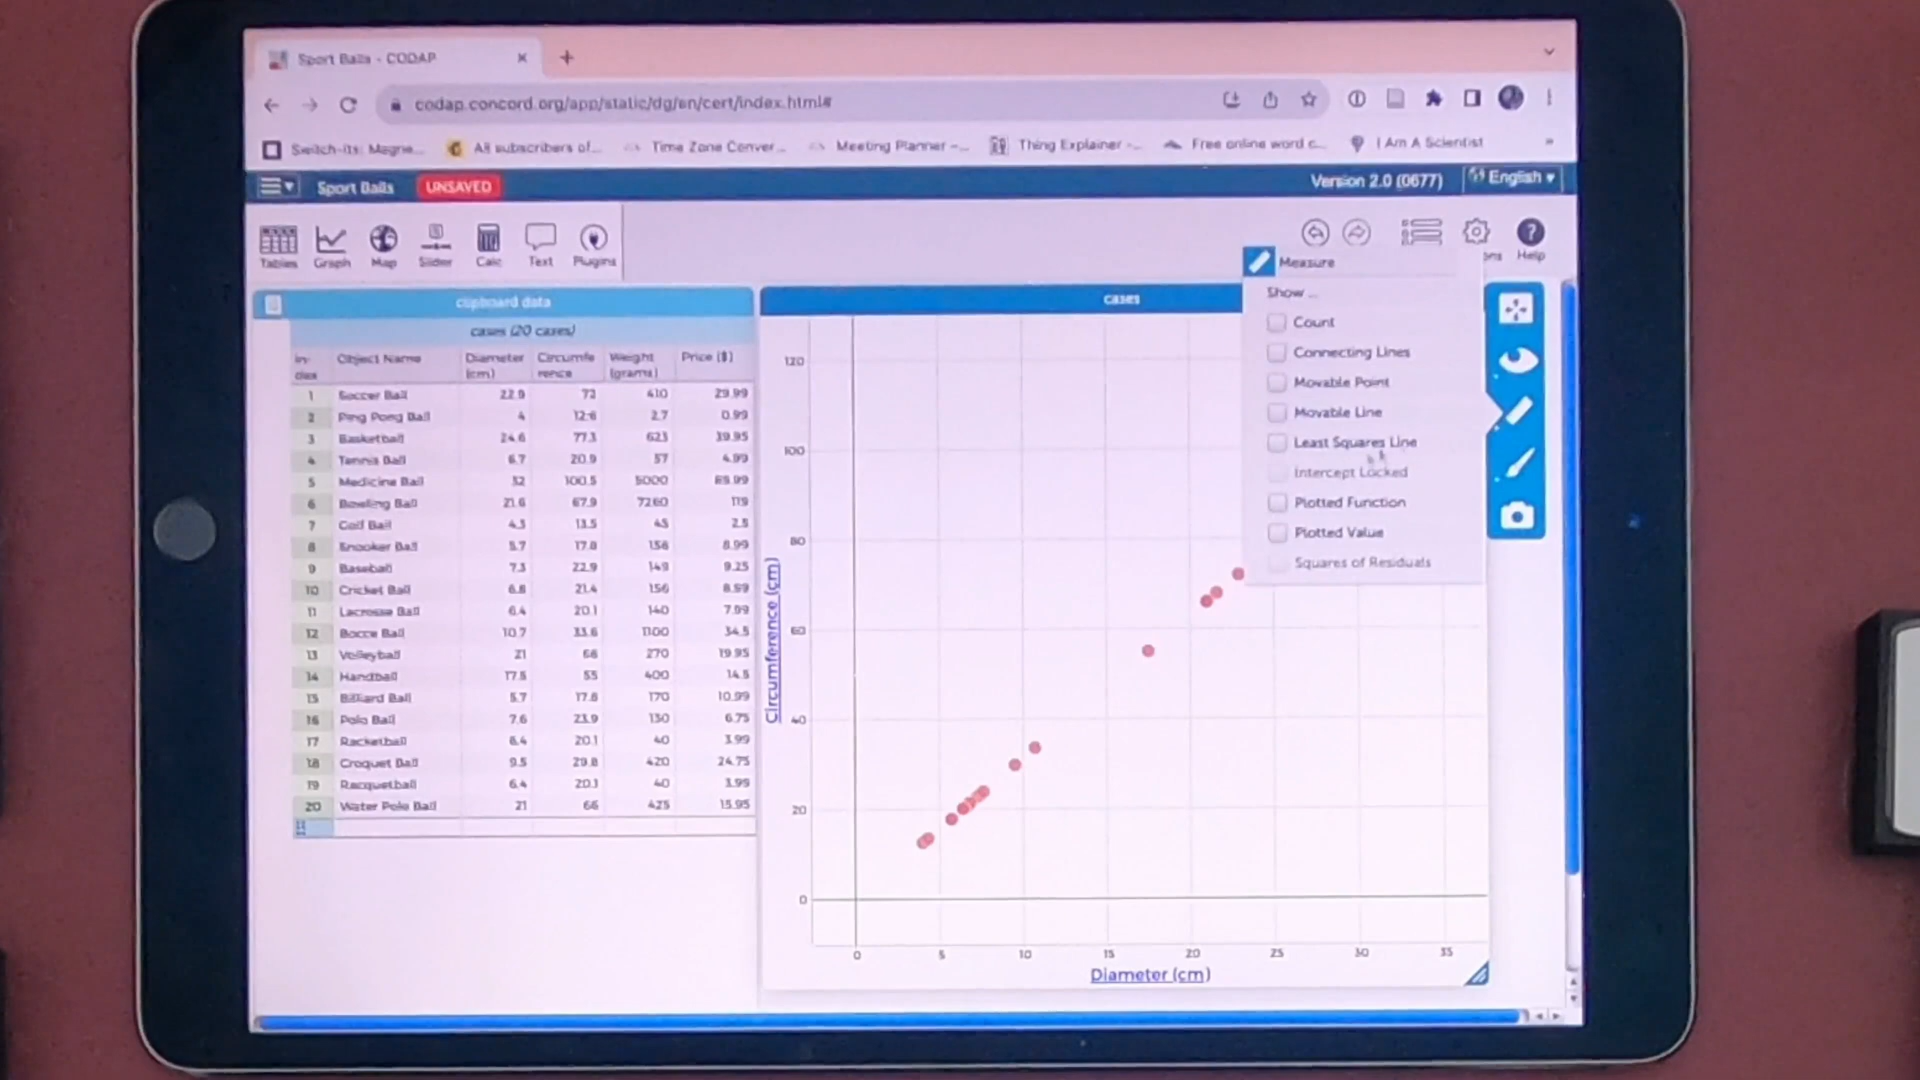 Sport Balls - CODAP
codap.concord.org/app/static/dg/en/cert/index.html#
Switch-its: Magne... All subscribers of... Time Zone Conver... Meeting Planner -... Thing Explainer -... Free online word c... I Am A Scientist »
Sport Balls UNSAVED Version 2.0 (0677) English
Tables Graph Map Slider Calc Text Plugins ons Help
clipboard data
cases (20 cases)
in-dex Object Name Diameter (cm) Circumfe rence Weight (grams) Price ($)
1 Soccer Ball 22.9 72 410 29.99
2 Ping Pong Ball 4 12.6 2.7 0.99
3 Basketball 24.6 77.3 623 39.95
4 Tennis Ball 6.7 20.9 57 4.99
5 Medicine Ball 32 100.5 5000 89.99
6 Bowling Ball 21.6 67.9 7260 119
7 Golf Ball 4.3 13.5 45 2.5
8 Snooker Ball 5.7 17.8 156 8.99
9 Baseball 7.3 22.9 149 9.25
10 Cricket Ball 6.8 21.4 156 8.59
11 Lacrosse Ball 6.4 20.1 140 7.99
12 Bocce Ball 10.7 33.6 1100 34.5
13 Volleyball 21 66 270 19.95
14 Handball 17.5 55 400 14.5
15 Billiard Ball 5.7 17.8 170 10.99
16 Polo Ball 7.6 23.9 130 6.75
17 Racketball 6.4 20.1 40 3.99
18 Croquet Ball 9.5 29.8 420 24.75
19 Racquetball 6.4 20.1 40 3.99
20 Water Polo Ball 21 66 425 15.95
cases
Measure
Show ...
Count
Connecting Lines
Movable Point
Movable Line
Least Squares Line
Intercept Locked
Plotted Function
Plotted Value
Squares of Residuals
120
100
80
60
40
20
0
Circumference (cm)
0 5 10 15 20 25 30 35
Diameter (cm)